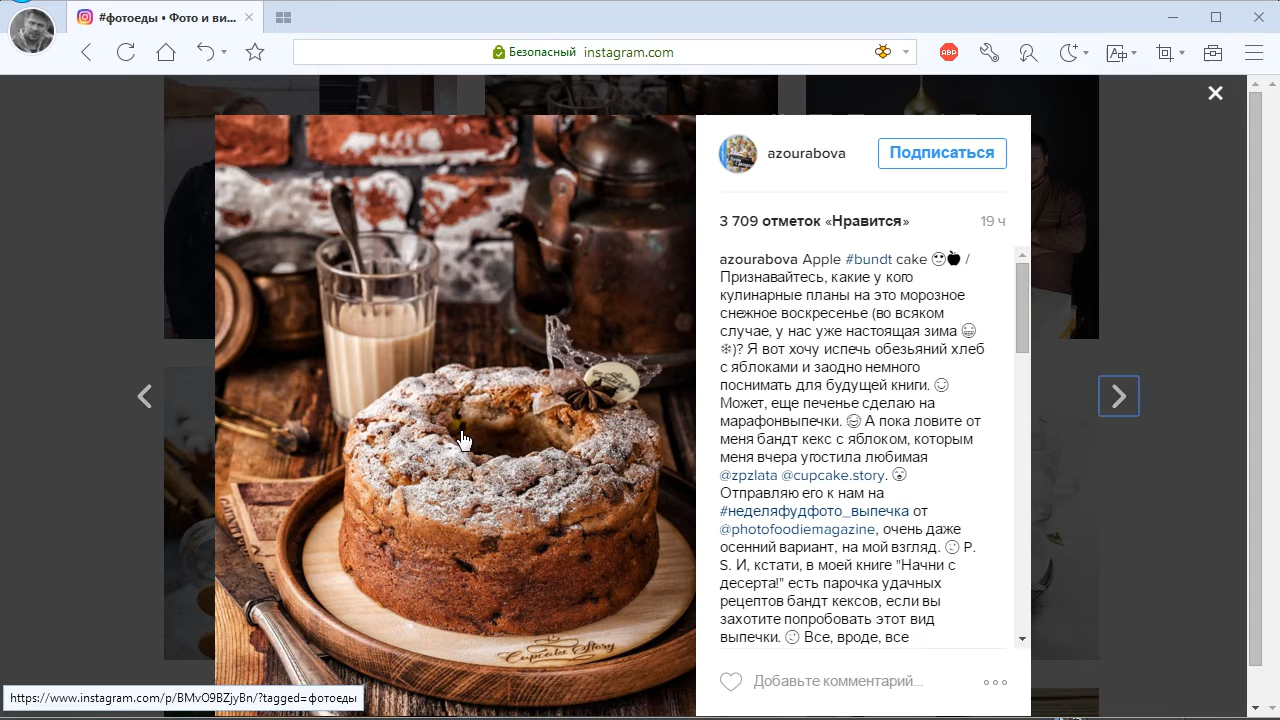 #фотоеды • Фото и ви...
Безопасный instagram.com
ABP
azourabova
Подписаться
3 709 отметок «Нравится»
19 ч
azourabova Apple #bundt cake /
Признавайтесь, какие у кого
кулинарные планы на это морозное
снежное воскресенье (во всяком
случае, у нас уже настоящая зима
)? Я вот хочу испечь обезьяний хлеб
с яблоками и заодно немного
поснимать для будущей книги.
Может, еще печенье сделаю на
марафонвыпечки. А пока ловите от
меня бандт кекс с яблоком, которым
меня вчера угостила любимая
@zpzlata @cupcake.story.
Отправляю его к нам на
#неделяфудфото_выпечка от
@photofoodiemagazine, очень даже
осенний вариант, на мой взгляд. P.
S. И, кстати, в моей книге "Начни с
десерта!" есть парочка удачных
рецептов бандт кексов, если вы
захотите попробовать этот вид
выпечки. Все, вроде, все
Добавьте комментарий...
Cupcake Story
https://www.instagram.com/p/BMvO9BZjyBn/?tagged=фотоеды